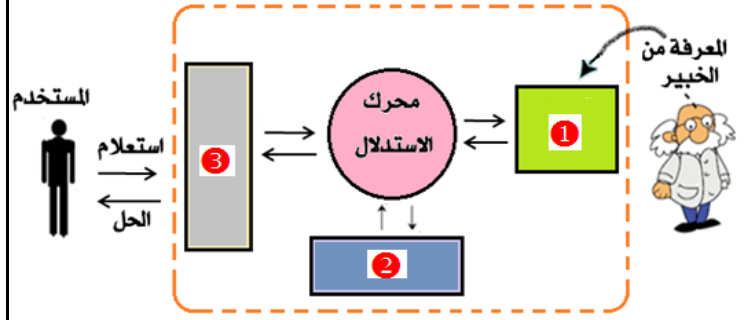 المعرفة من
الخبير
محرك
الاستدلال
المستخدم
استعلام
الحل
1
2
3